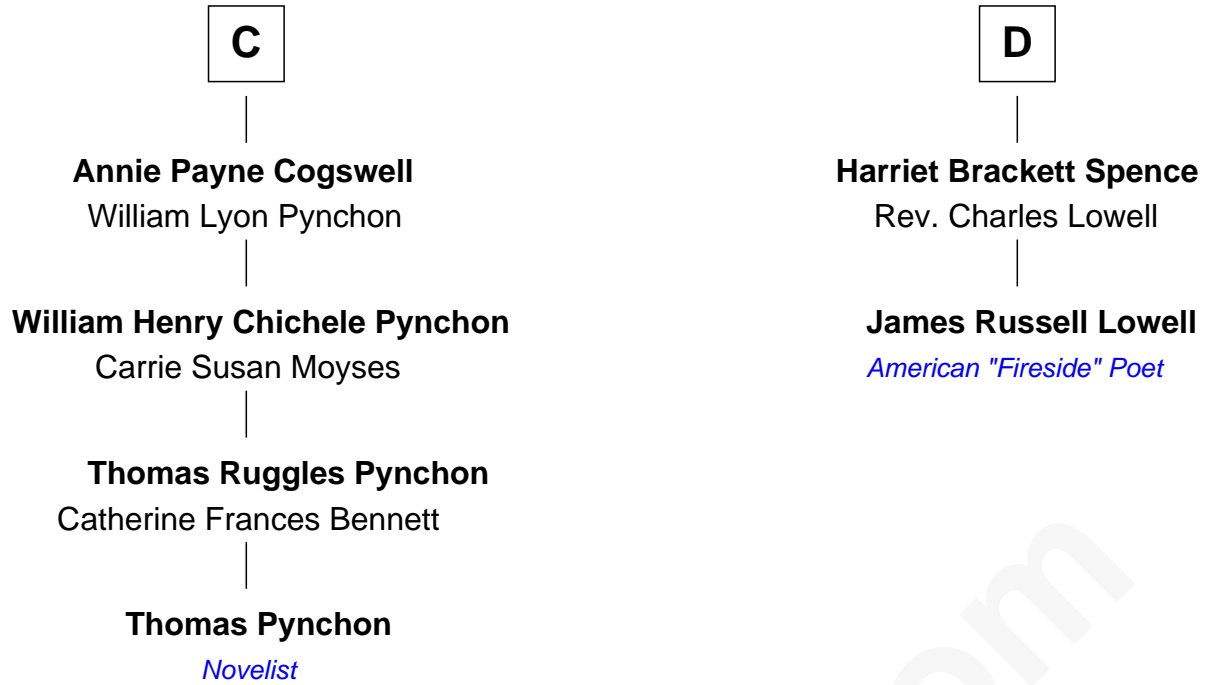 C
Annie Payne Cogswell
William Lyon Pynchon
William Henry Chichele Pynchon
Carrie Susan Moyses
Thomas Ruggles Pynchon
Catherine Frances Bennett
Thomas Pynchon
Novelist
D
Harriet Brackett Spence
Rev. Charles Lowell
James Russell Lowell
American "Fireside" Poet
om